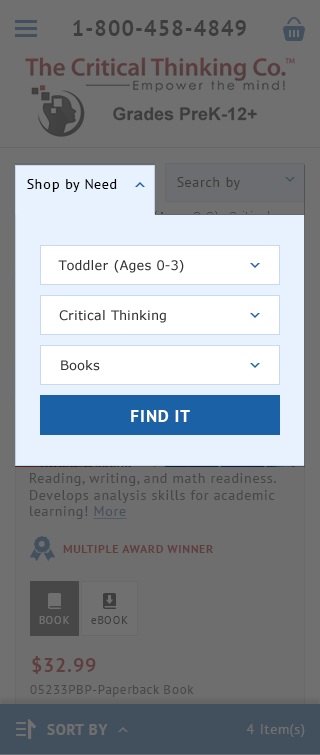 1-800-458-4849
The Critical Thinking Co.™
Empower the mind!
Grades PreK-12+
Shop by Need
Search by
Toddler (Ages 0-3)
Critical Thinking
Books
FIND IT
Reading, writing, and math readiness.
Develops analysis skills for academic
learning! More
MULTIPLE AWARD WINNER
BOOK
eBOOK
$32.99
05233PBP-Paperback Book
SORT BY
4 Item(s)